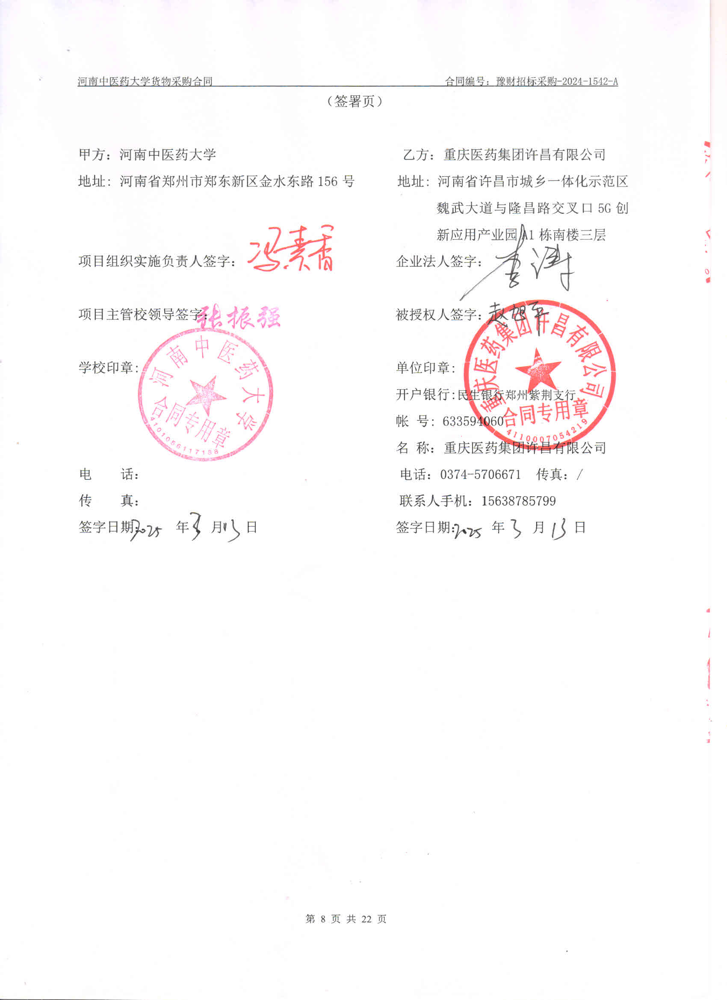 河南中医药大学货物采购合同 合同编号：豫财招标采购-2024-1542-A
（签署页）
甲方：河南中医药大学
地址：河南省郑州市郑东新区金水东路 156 号
项目组织实施负责人签字：
项目主管校领导签字：张振强
学校印章：
河南中医药大学
合同专用章
4101056117188
电 话：
传 真：
签字日期：2025 年 3 月 13 日
乙方：重庆医药集团许昌有限公司
地址：河南省许昌市城乡一体化示范区
魏武大道与隆昌路交叉口 5G 创
新应用产业园 A1 栋南楼三层
企业法人签字：
被授权人签字：赵旭平
单位印章：
重庆医药集团许昌有限公司
合同专用章
4110007054219
开户银行：民生银行郑州紫荆支行
帐 号：633594060
名 称：重庆医药集团许昌有限公司
电话：0374-5706671 传真：/
联系人手机：15638785799
签字日期：2025 年 3 月 13 日
第 8 页 共 22 页